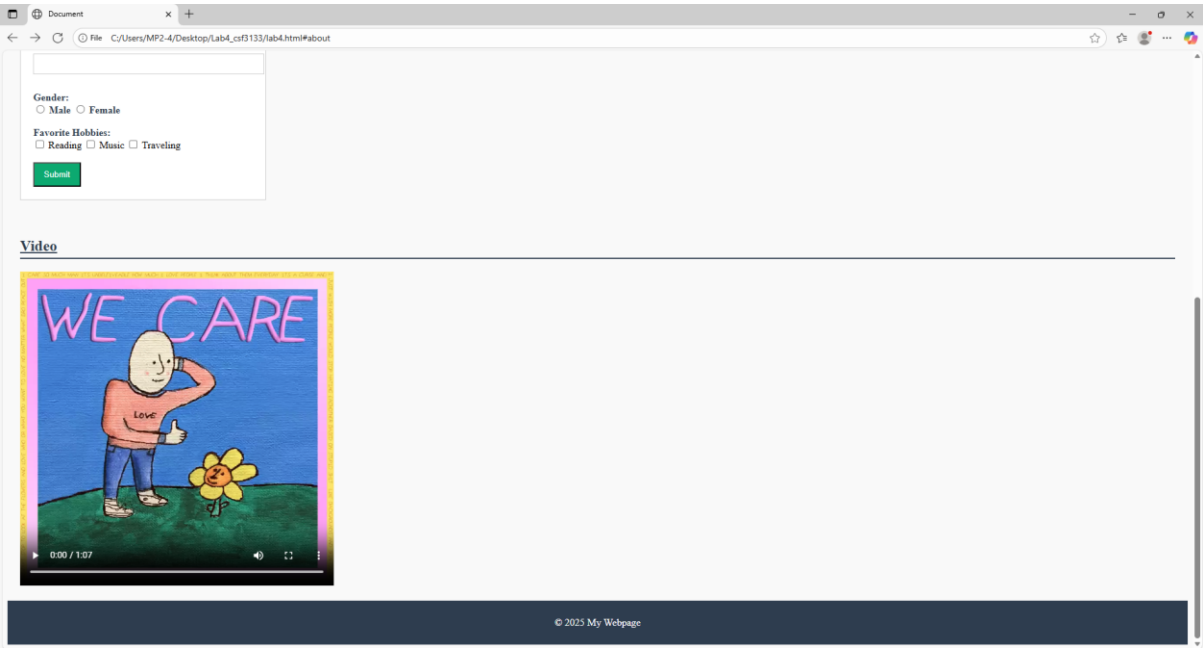 Document
File C:/Users/MP2-4/Desktop/Lab4_csf3133/lab4.html#about
Gender:
Male Female
Favorite Hobbies:
Reading Music Traveling
Submit
Video
WE CARE
LOVE
0:00 / 1:07
© 2025 My Webpage